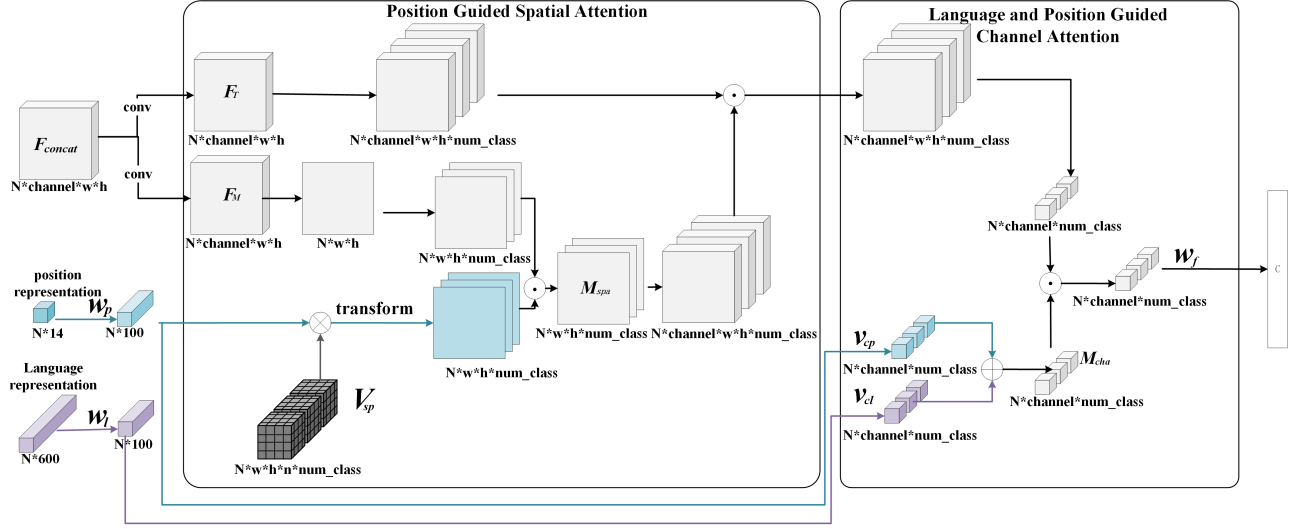 Position Guided Spatial Attention
Language and Position Guided
Channel Attention
conv
F_T
N*channel*w*h
N*channel*w*h*num_class
N*channel*w*h*num_class
F_concat
N*channel*w*h
conv
F_M
N*channel*w*h
N*w*h
N*w*h*num_class
N*channel*num_class
position
representation
W_p
N*14
N*100
transform
N*w*h*num_class
M_spa
N*w*h*num_class
N*channel*w*h*num_class
W_f
N*channel*num_class
C
V_cp
N*channel*num_class
M_cha
N*channel*num_class
Language
representation
W_l
N*600
N*100
V_sp
N*w*h*n*num_class
V_cl
N*channel*num_class